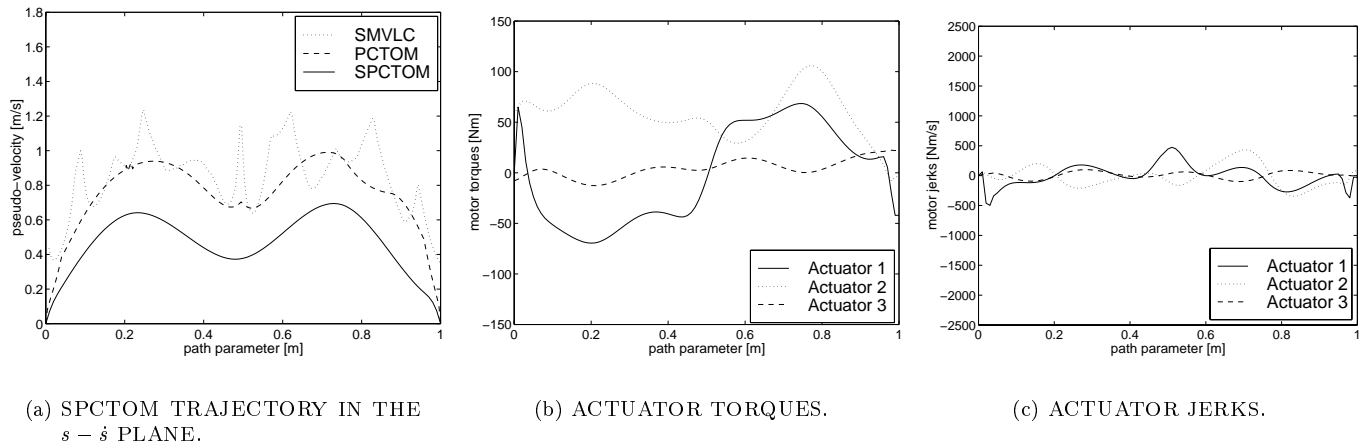 1.8
1.6
1.4
1.2
1
0.8
0.6
0.4
0.2
0
pseudo−velocity [m/s]
SMVLC
PCTOM
SPCTOM
0 0.2 0.4 0.6 0.8 1
path parameter [m]
(a) SPCTOM TRAJECTORY IN THE
s − ṡ PLANE.
150
100
50
0
−50
−100
−150
motor torques [Nm]
Actuator 1
Actuator 2
Actuator 3
0 0.2 0.4 0.6 0.8 1
path parameter [m]
(b) ACTUATOR TORQUES.
2500
2000
1500
1000
500
0
−500
−1000
−1500
−2000
−2500
motor jerks [Nm/s]
Actuator 1
Actuator 2
Actuator 3
0 0.2 0.4 0.6 0.8 1
path parameter [m]
(c) ACTUATOR JERKS.